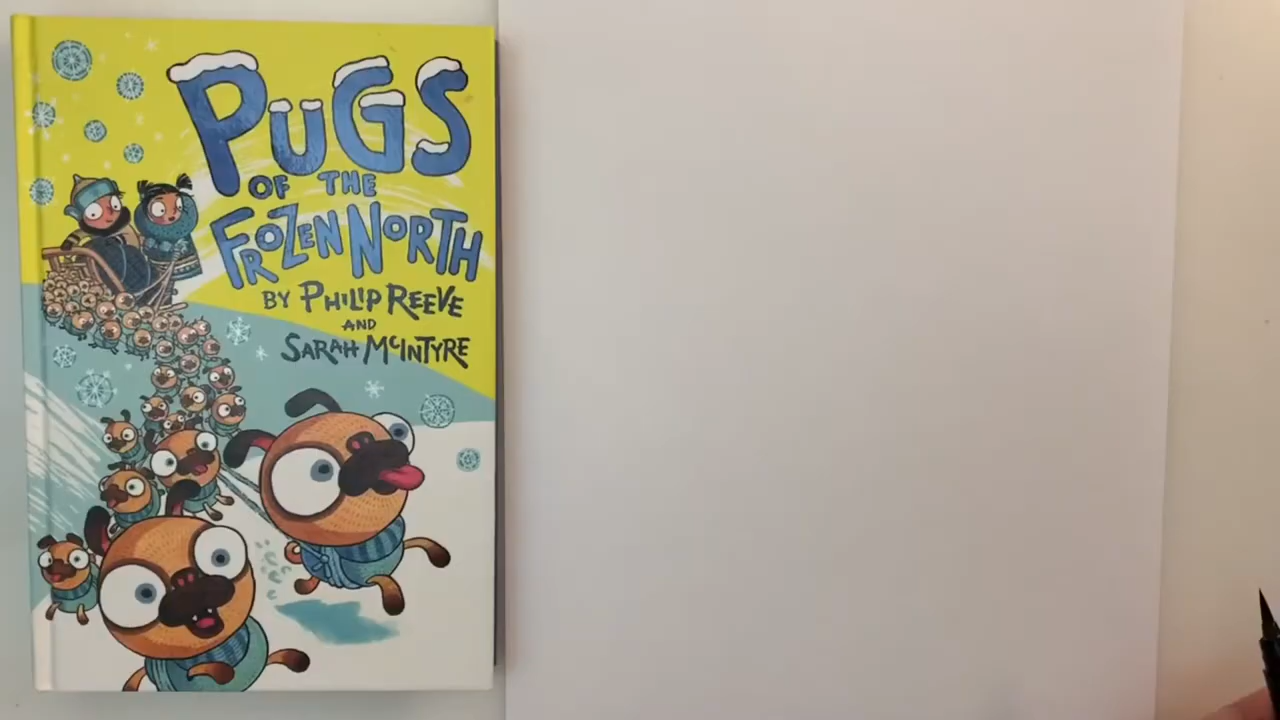 PUGS
OF THE
FROZEN NORTH
BY PHILIP REEVE
AND
SARAH McINTYRE